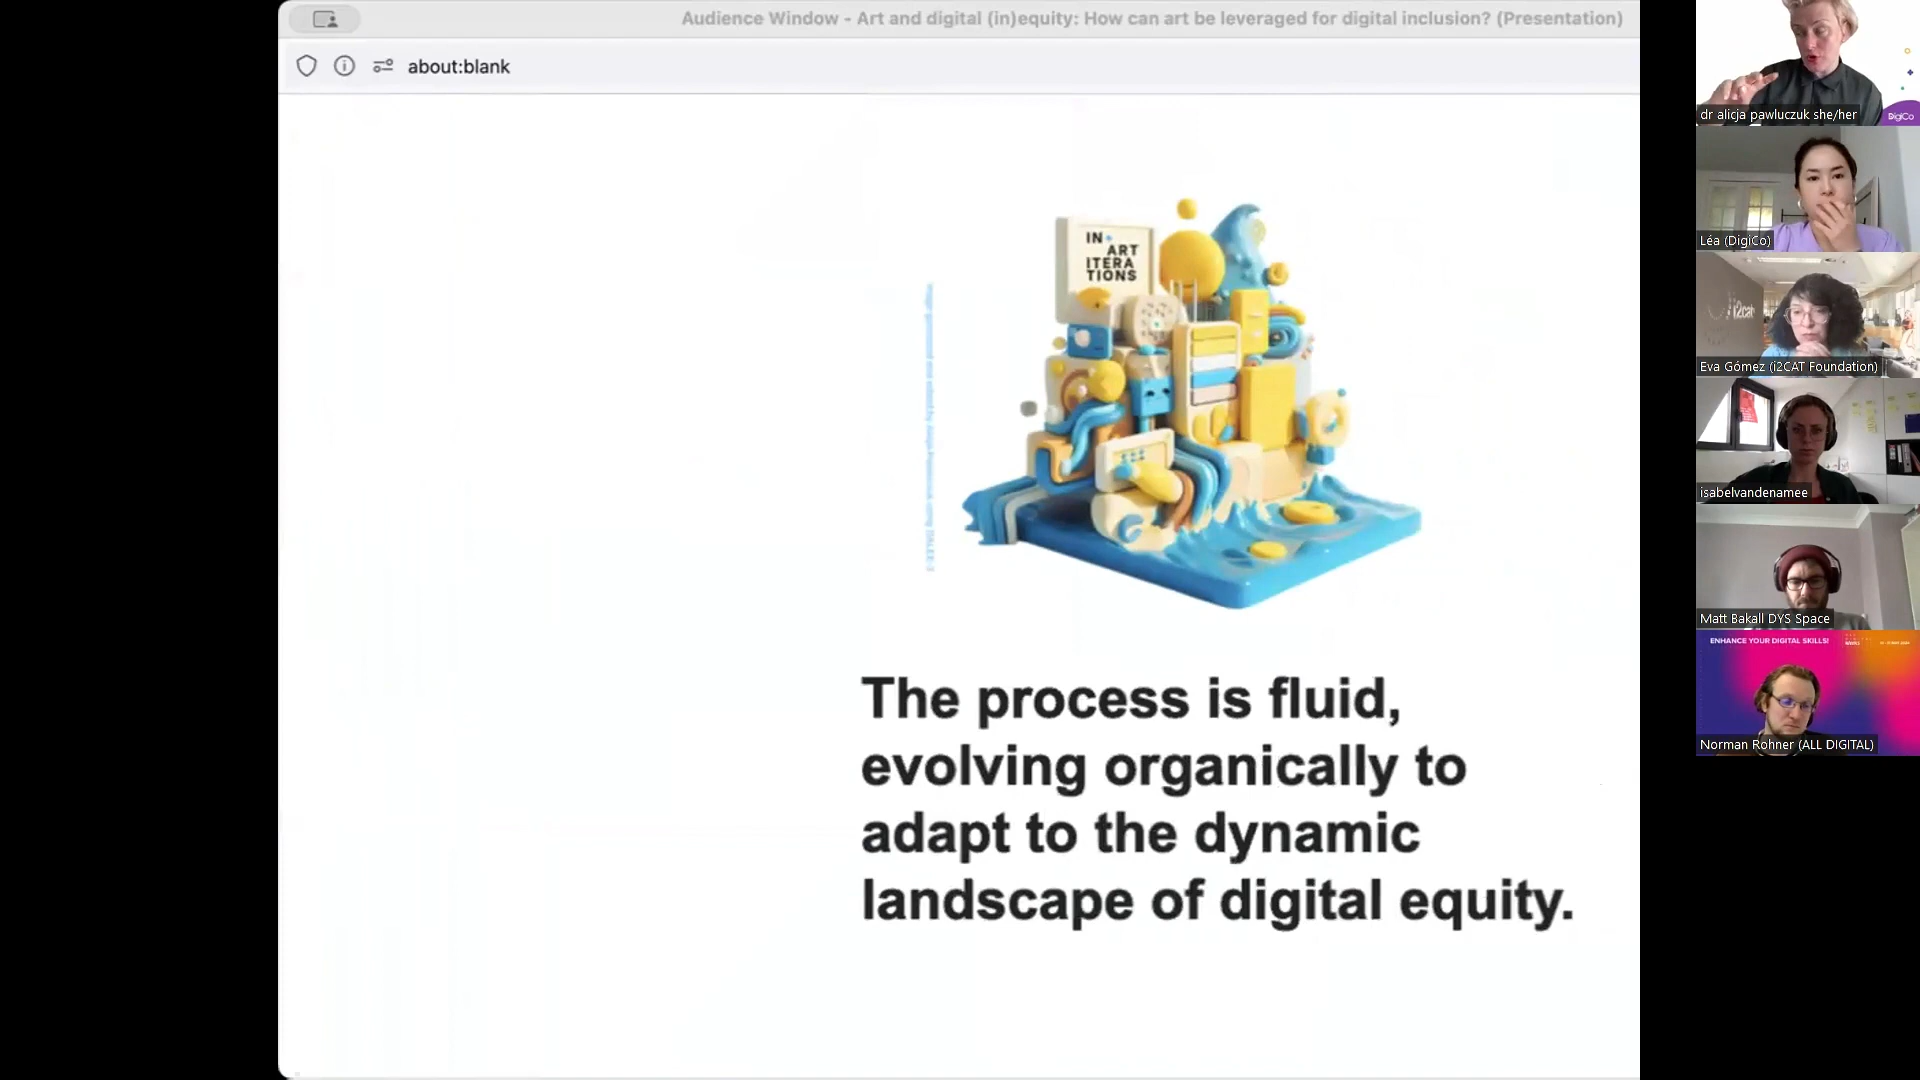 Audience Window - Art and digital (in)equity: How can art be leveraged for digital inclusion? (Presentation)
about:blank
IN
ART
ITERA
TIONS
The process is fluid,
evolving organically to
adapt to the dynamic
landscape of digital equity.
dr alicja pawluczuk she/her
DigiCo
Léa (DigiCo)
i2cat
Eva Gómez (i2CAT Foundation)
isabelvandenamee
Matt Bakall DYS Space
ENHANCE YOUR DIGITAL SKILLS!
Norman Rohner (ALL DIGITAL)